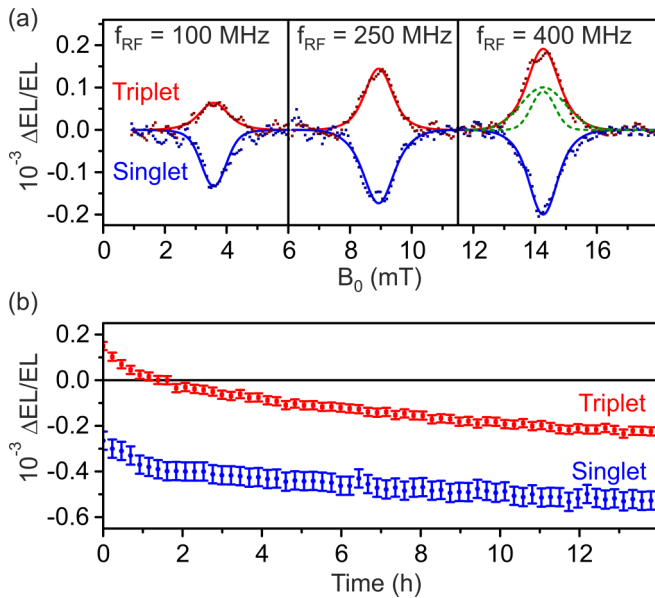 (a)
f_RF = 100 MHz f_RF = 250 MHz f_RF = 400 MHz
0.2
0.1
0.0
-0.1
-0.2
10⁻³ ΔEL/EL
Triplet
Singlet
0 2 4 6 8 10 12 14 16
B₀ (mT)
(b)
0.2
0.0
-0.2
-0.4
-0.6
10⁻³ ΔEL/EL
Triplet
Singlet
0 2 4 6 8 10 12
Time (h)